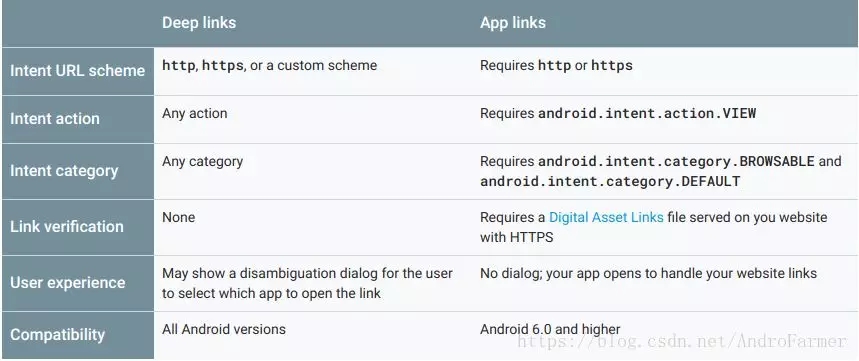 Deep links
App links
Intent URL scheme
http, https, or a custom scheme
Requires http or https
Intent action
Any action
Requires android.intent.action.VIEW
Intent category
Any category
Requires android.intent.category.BROWSABLE and
android.intent.category.DEFAULT
Link verification
None
Requires a Digital Asset Links file served on you website
with HTTPS
User experience
May show a disambiguation dialog for the user
to select which app to open the link
No dialog; your app opens to handle your website links
Compatibility
All Android versions
Android 6.0 and higher
https://blog.csdn.net/AndroFarmer